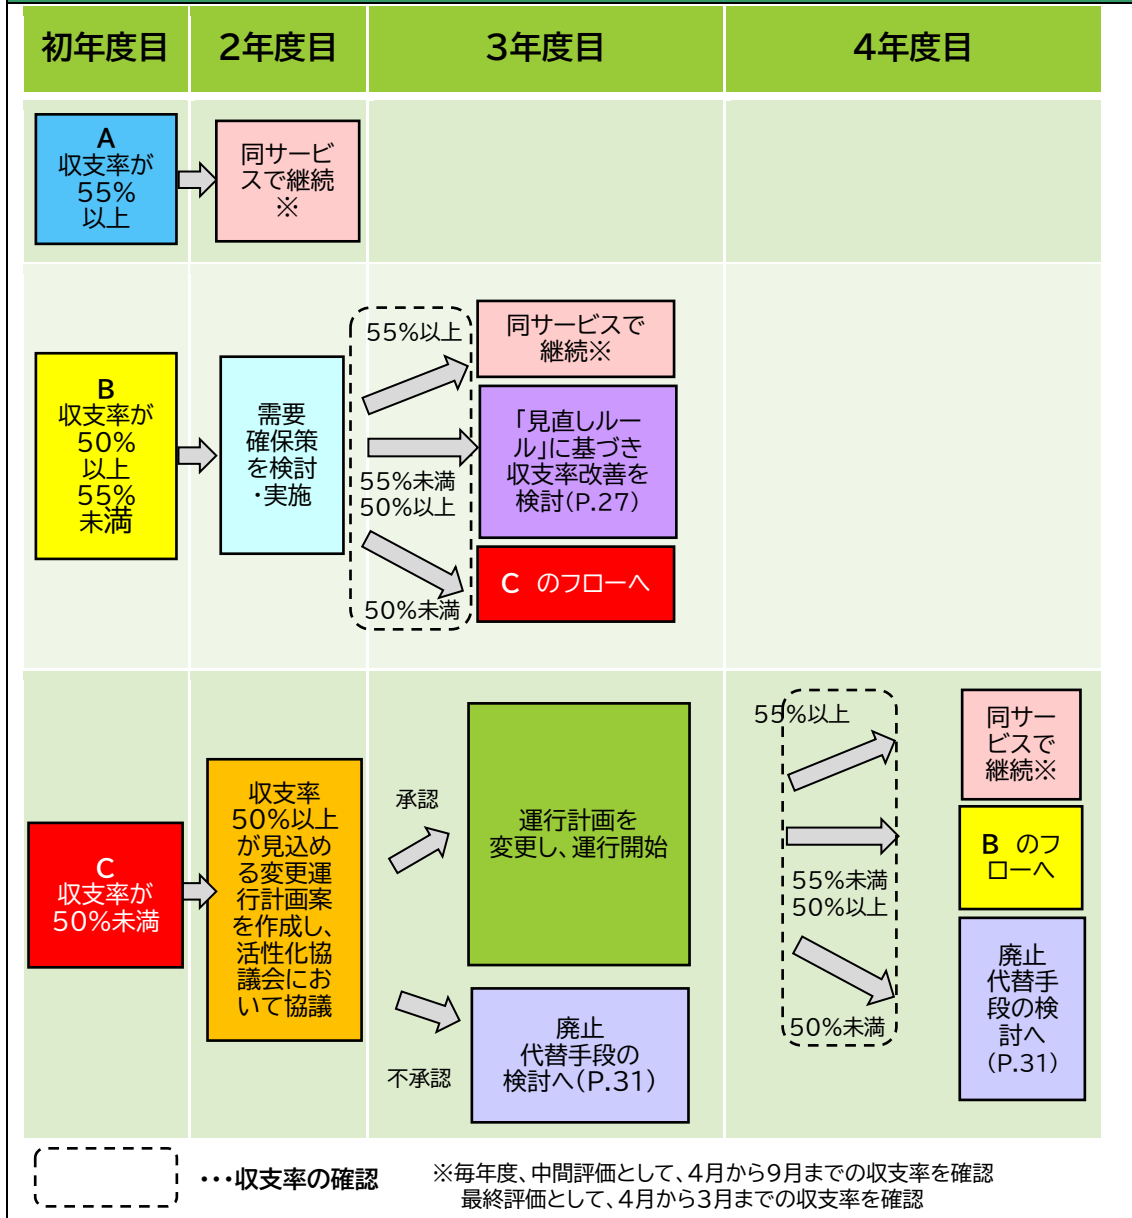 初年度目
2年度目
3年度目
4年度目
A
収支率が
55%
以上
同サービ
スで継続
※
B
収支率が
50%
以上
55%
未満
需要
確保策
を検討
・実施
55%以上
55%未満
50%以上
50%未満
同サービスで
継続※
「見直しルー
ル」に基づき
収支率改善を
検討(P.27)
C のフローへ
C
収支率が
50%未満
収支率
50%以上
が見込め
る変更運
行計画案
を作成し、
活性化協
議会にお
いて協議
承認
不承認
運行計画を
変更し、運行開始
廃止
代替手段の
検討へ(P.31)
55%以上
55%未満
50%以上
50%未満
同サー
ビスで
継続※
B のフ
ローへ
廃止
代替手
段の検
討へ
(P.31)
・・・収支率の確認
※毎年度、中間評価として、4月から9月までの収支率を確認
最終評価として、4月から3月までの収支率を確認